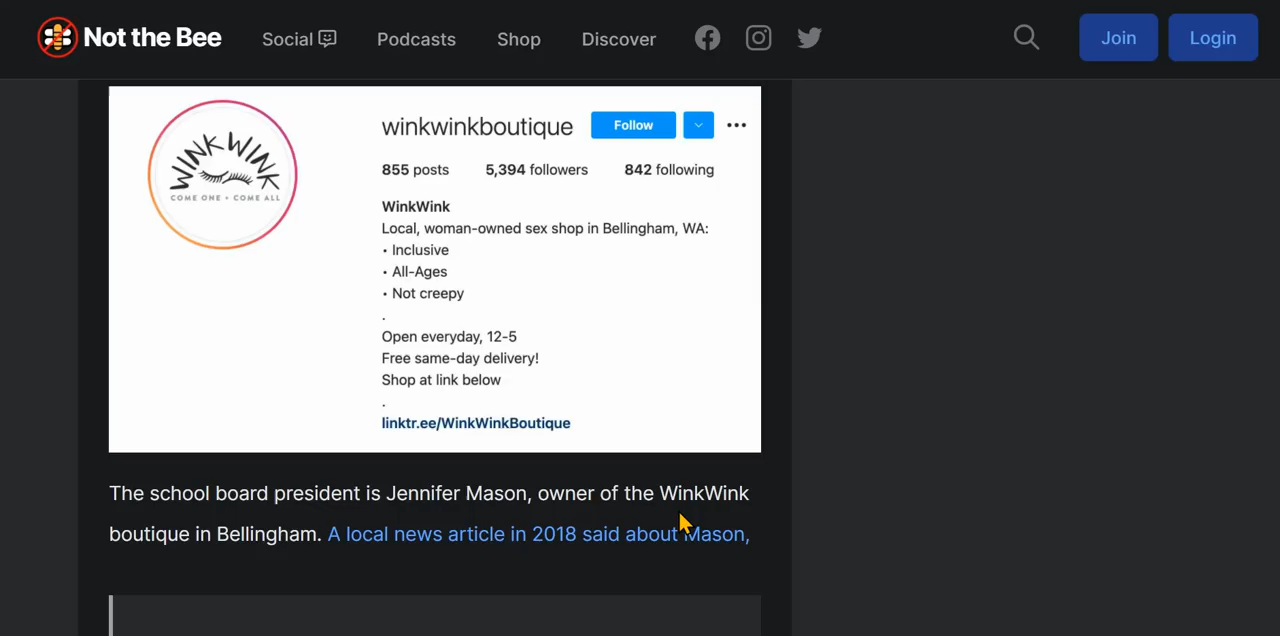 Not the Bee Social Podcasts Shop Discover Join Login
WINKWINK
COME ONE • COME ALL
winkwinkboutique Follow
855 posts 5,394 followers 842 following
WinkWink
Local, woman-owned sex shop in Bellingham, WA:
• Inclusive
• All-Ages
• Not creepy
.
Open everyday, 12-5
Free same-day delivery!
Shop at link below
.
linktr.ee/WinkWinkBoutique
The school board president is Jennifer Mason, owner of the WinkWink
boutique in Bellingham. A local news article in 2018 said about Mason,